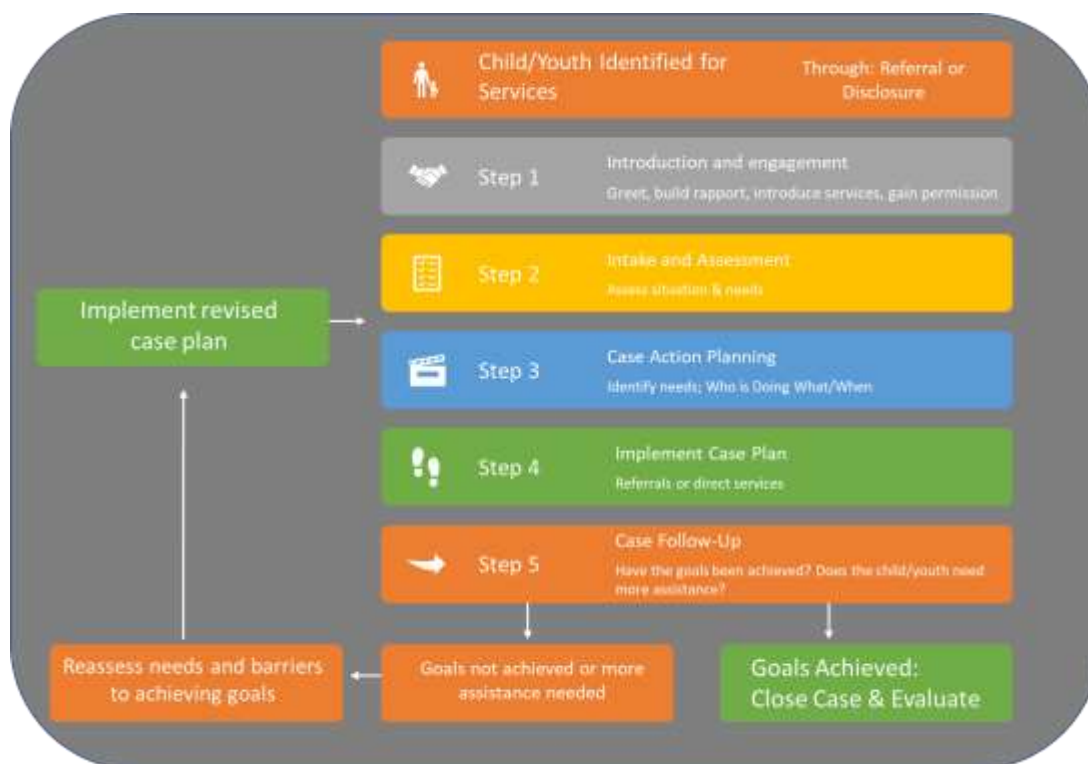 Child/Youth Identified for
Services
Through: Referral or
Disclosure
Step 1
Introduction and engagement
Greet, build rapport, introduce services, gain permission
Step 2
Intake and Assessment
Assess situation & needs
Implement revised
case plan
Step 3
Case Action Planning
Identify needs; Who is Doing What/When
Step 4
Implement Case Plan
Referrals or direct services
Step 5
Case Follow-Up
Have the goals been achieved? Does the child/youth need
more assistance?
Reassess needs and barriers
to achieving goals
Goals not achieved or more
assistance needed
Goals Achieved:
Close Case & Evaluate